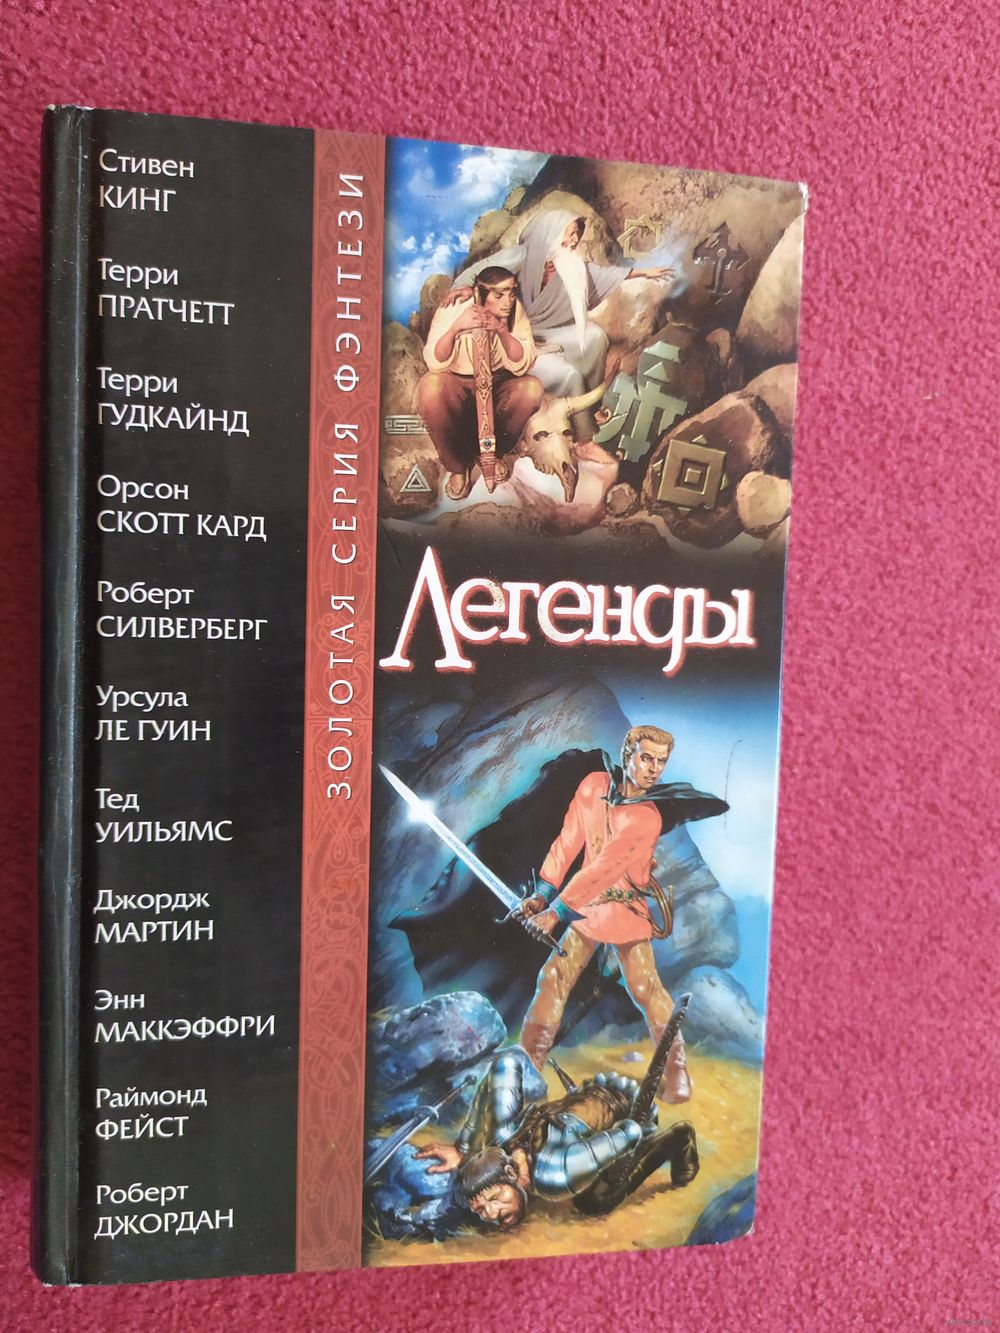 Стивен
КИНГ
Терри
ПРАТЧЕТТ
Терри
ГУДКАЙНД
Орсон
СКОТТ КАРД
Роберт
СИЛВЕРБЕРГ
Урсула
ЛЕ ГУИН
Тед
УИЛЬЯМС
Джордж
МАРТИН
Энн
МАККЭФФРИ
Раймонд
ФЕЙСТ
Роберт
ДЖОРДАН
ЗОЛОТАЯ СЕРИЯ ФЭНТЕЗИ
Легенды